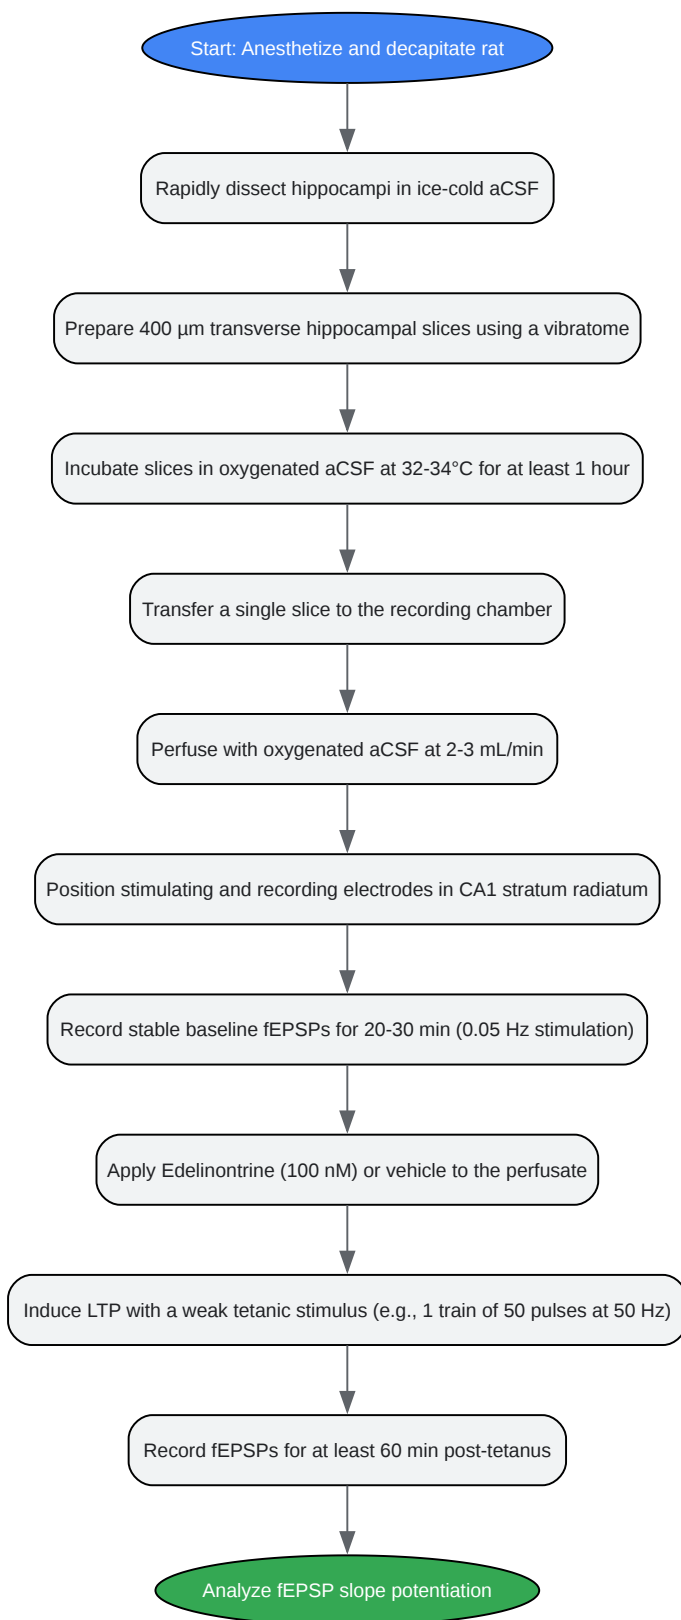 Start: Anesthetize and decapitate rat
Rapidly dissect hippocampi in ice-cold aCSF
Prepare 400 µm transverse hippocampal slices using a vibratome
Incubate slices in oxygenated aCSF at 32-34°C for at least 1 hour
Transfer a single slice to the recording chamber
Perfuse with oxygenated aCSF at 2-3 mL/min
Position stimulating and recording electrodes in CA1 stratum radiatum
Record stable baseline fEPSPs for 20-30 min (0.05 Hz stimulation)
Apply Edelinontrine (100 nM) or vehicle to the perfusate
Induce LTP with a weak tetanic stimulus (e.g., 1 train of 50 pulses at 50 Hz)
Record fEPSPs for at least 60 min post-tetanus
Analyze fEPSP slope potentiation